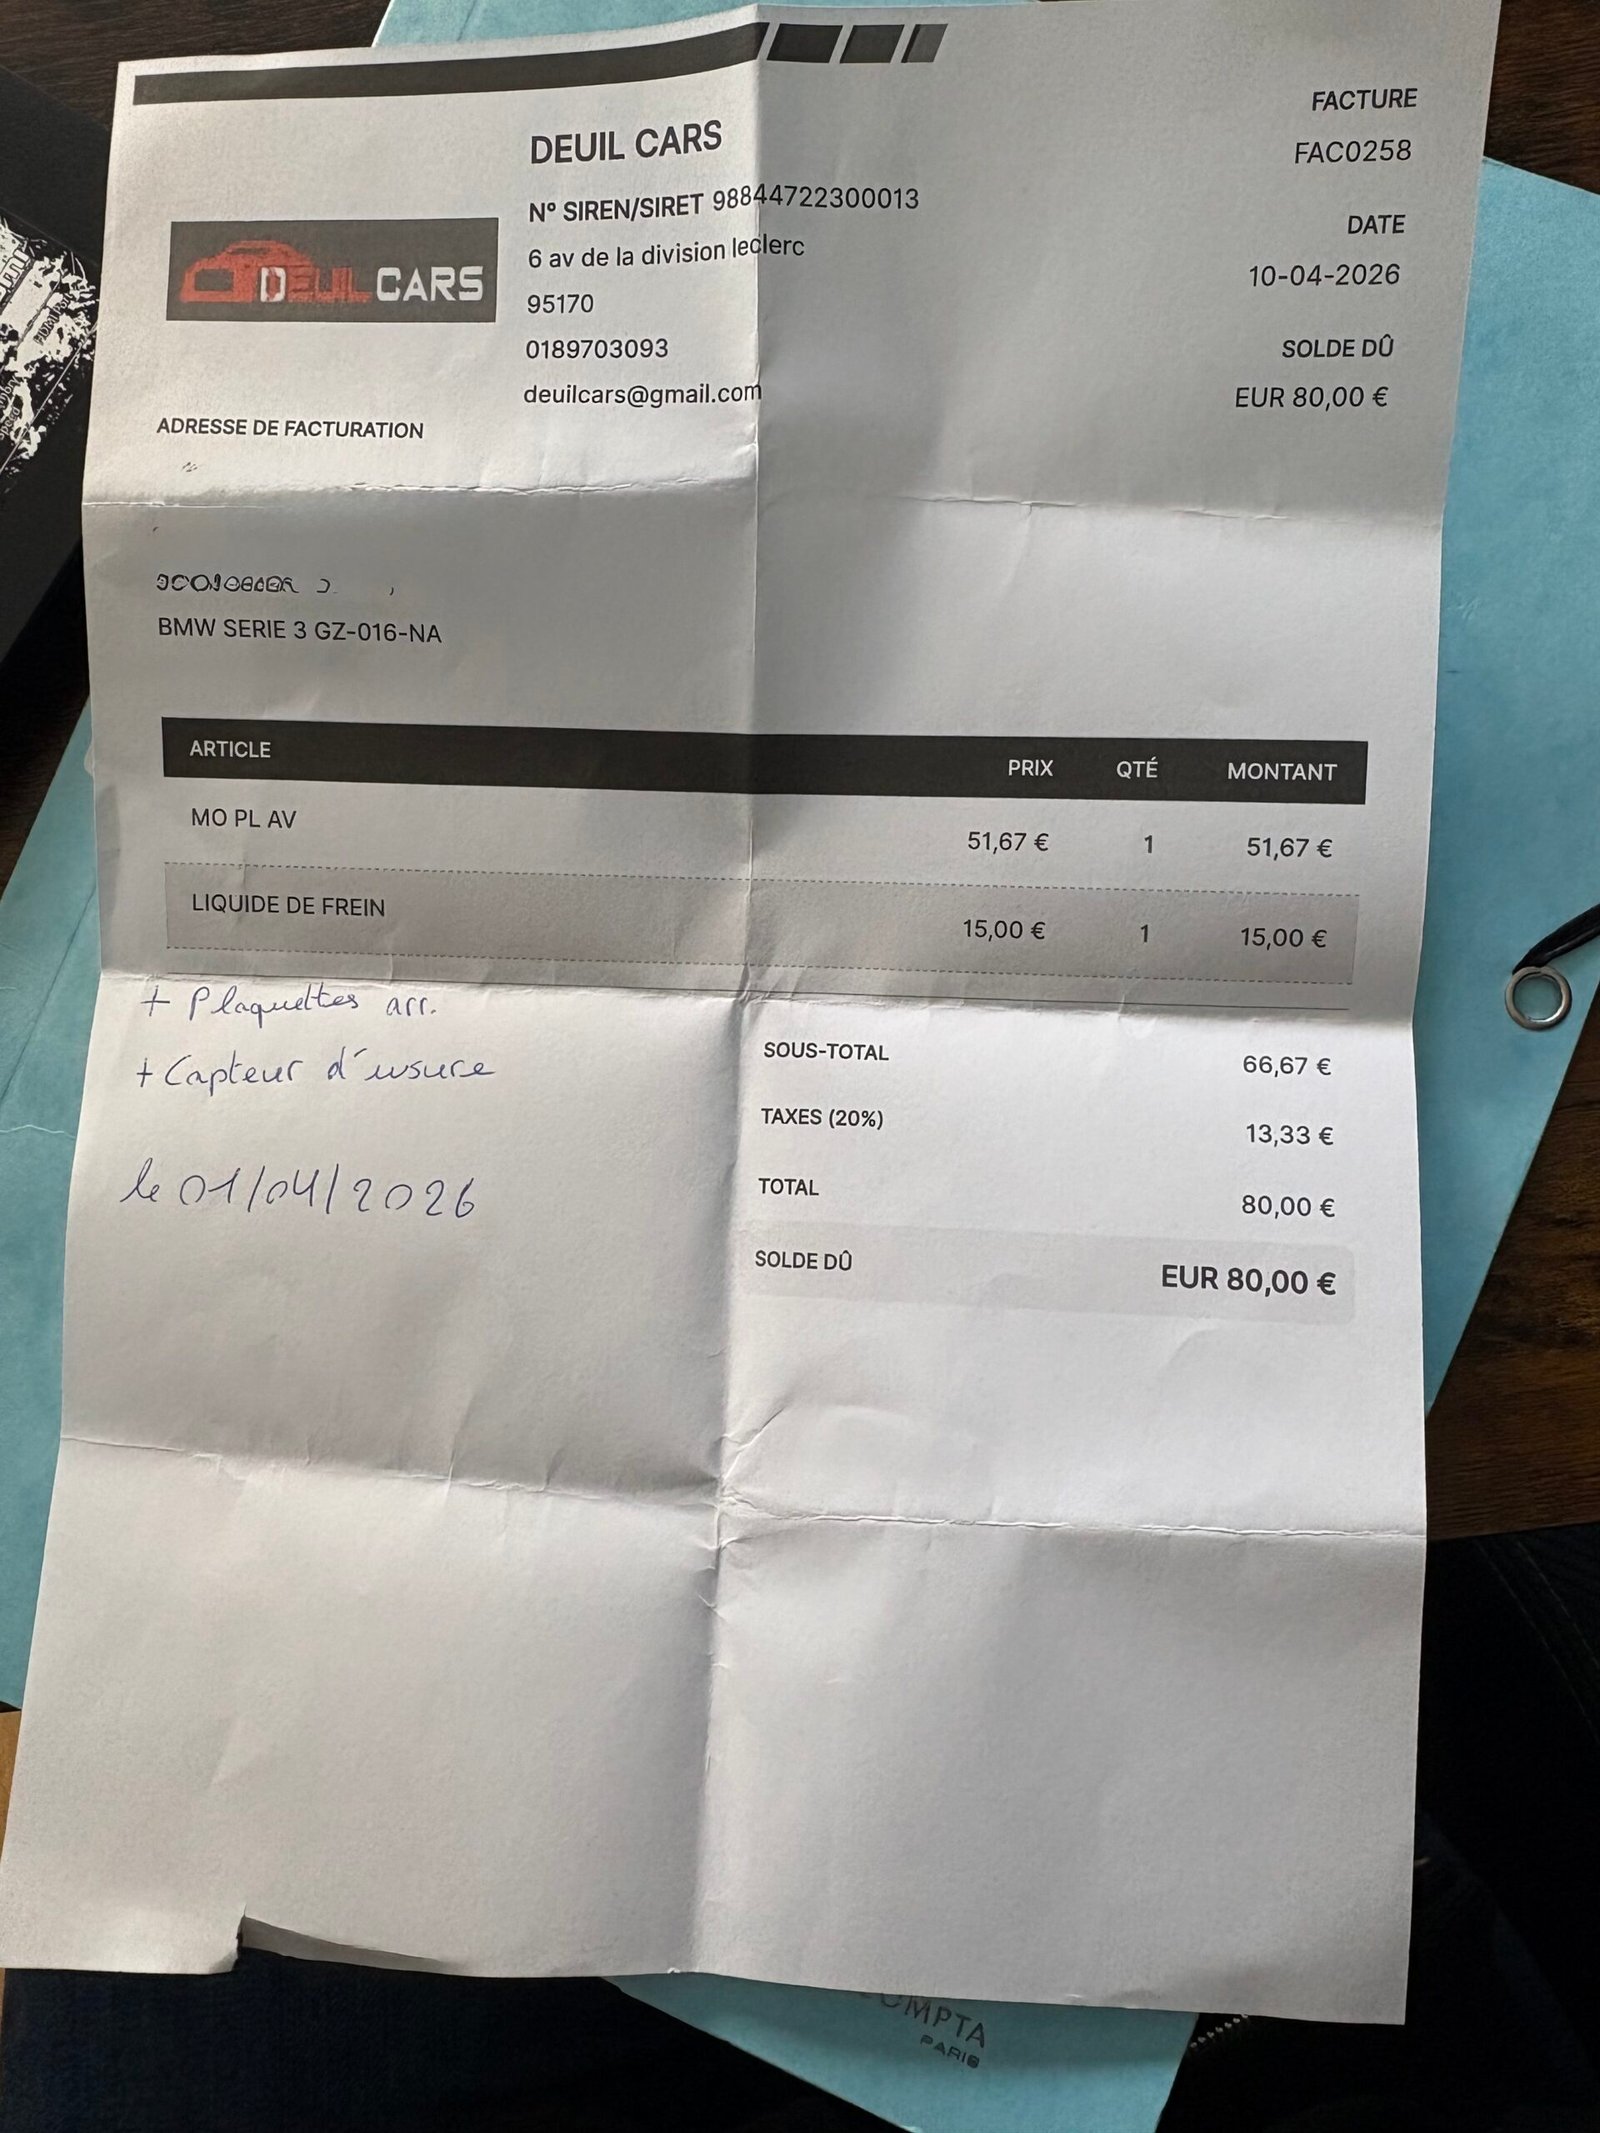 DEUIL CARS
N° SIREN/SIRET 98844722300013
6 av de la division leclerc
95170
0189703093
deuilcars@gmail.com
FACTURE
FAC0258
DATE
10-04-2026
SOLDE DÛ
EUR 80,00 €
DEUIL CARS
ADRESSE DE FACTURATION
BMW SERIE 3 GZ-016-NA
ARTICLE PRIX QTÉ MONTANT
MO PL AV 51,67 € 1 51,67 €
LIQUIDE DE FREIN 15,00 € 1 15,00 €
+ Plaquettes arr.
+ Capteur d'usure
le 01/04/2026
SOUS-TOTAL 66,67 €
TAXES (20%) 13,33 €
TOTAL 80,00 €
SOLDE DÛ EUR 80,00 €
PARIS